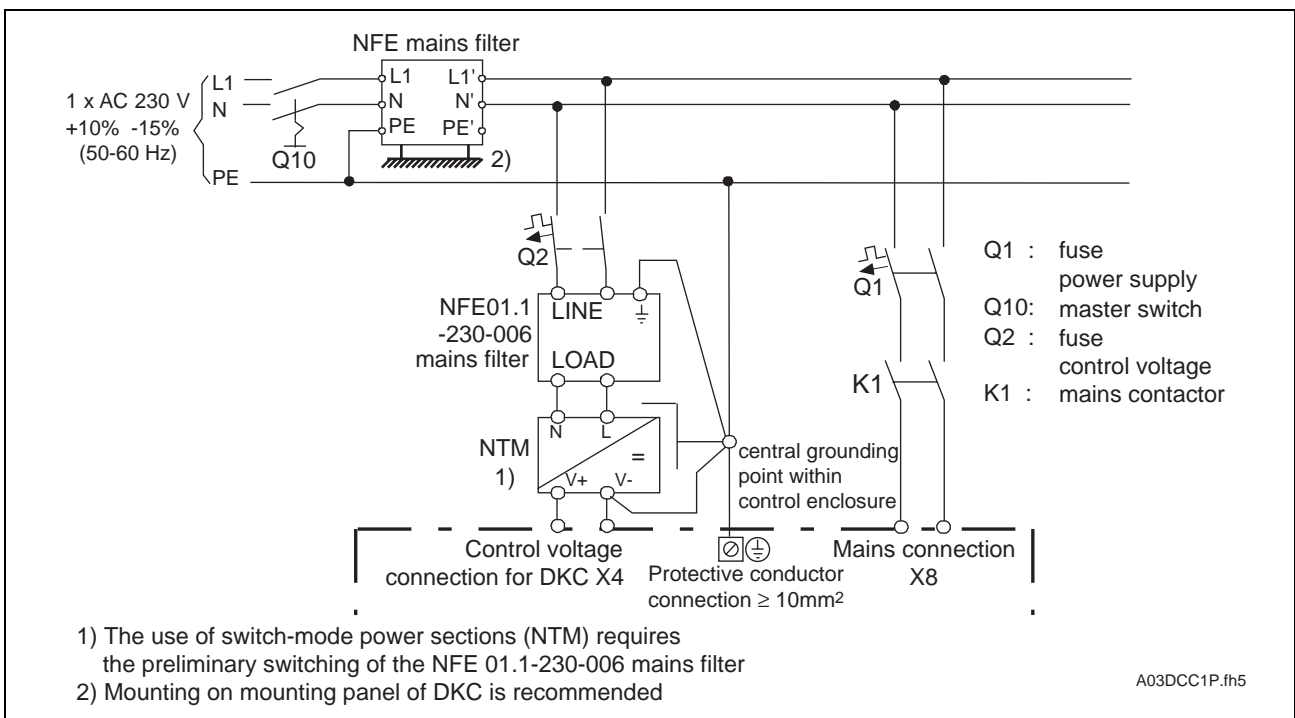 NFE mains filter
L1
N
PE
1 x AC 230 V
+10% -15%
(50-60 Hz)
Q10
L1 L1'
N N'
PE PE'
2)
Q2
NFE01.1
-230-006
mains filter
LINE
LOAD
N L
NTM
1)
=
V+ V-
central grounding
point within
control enclosure
Q1
K1
Q1 : fuse
power supply
Q10: master switch
Q2 : fuse
control voltage
K1 : mains contactor
Control voltage
connection for DKC X4
Protective conductor
connection ≥ 10mm²
Mains connection
X8
1) The use of switch-mode power sections (NTM) requires
the preliminary switching of the NFE 01.1-230-006 mains filter
2) Mounting on mounting panel of DKC is recommended
A03DCC1P.fh5